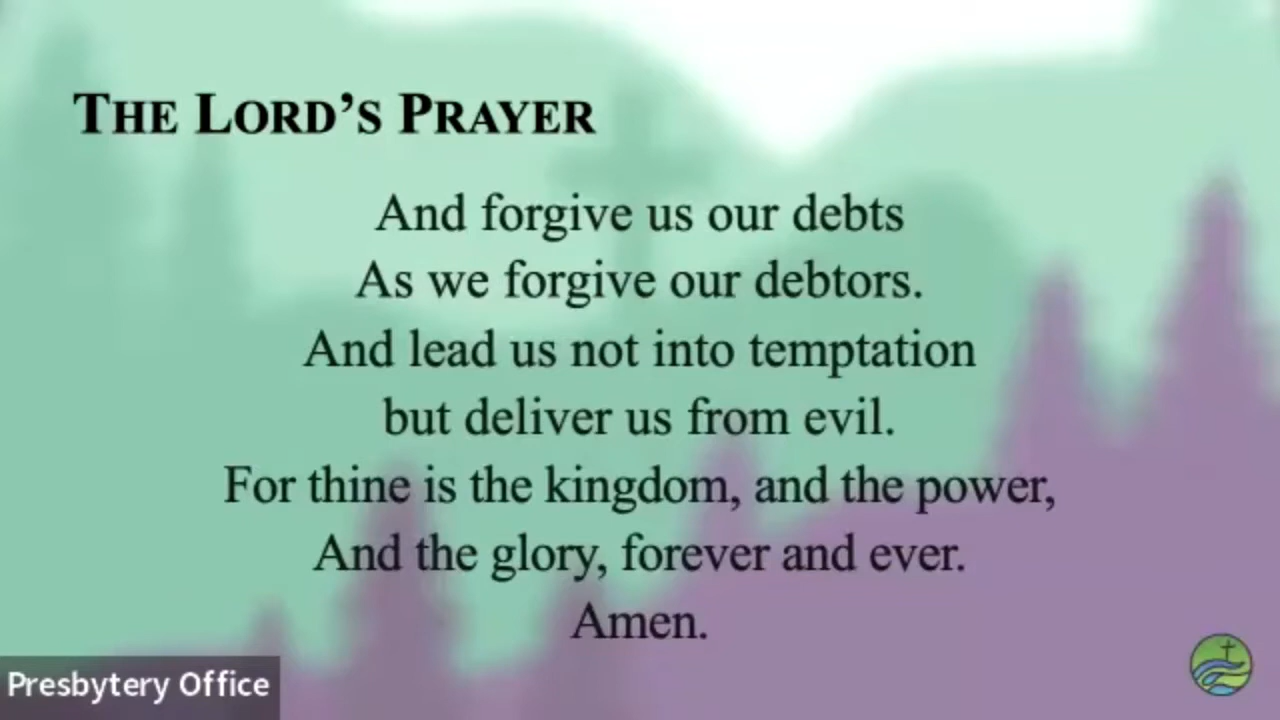 THE LORD'S PRAYER
And forgive us our debts
As we forgive our debtors.
And lead us not into temptation
but deliver us from evil.
For thine is the kingdom, and the power,
And the glory, forever and ever.
Amen.
Presbytery Office